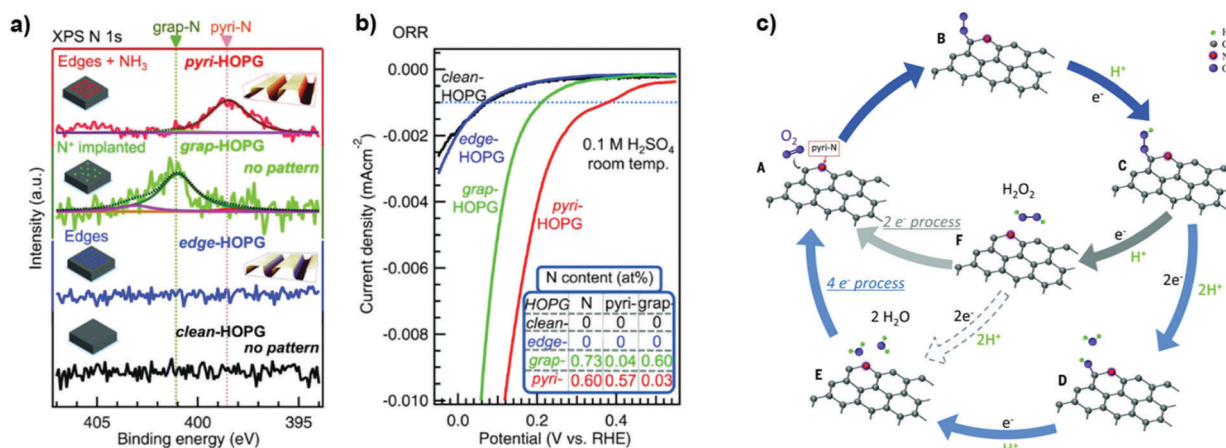 a)
XPS N 1s
grap-N
pyri-N
Edges + NH3
pyri-HOPG
N+ implanted
grap-HOPG
no pattern
Edges
edge-HOPG
clean-HOPG
no pattern
Intensity (a.u.)
405
400
395
Binding energy (eV)
b)
ORR
0.000
-0.002
-0.004
-0.006
-0.008
-0.010
Current density (mAcm-2)
clean-
HOPG
edge-
HOPG
grap-
HOPG
pyri-
HOPG
0.1 M H2SO4
room temp.
N content (at%)
HOPG N pyri- grap-
clean- 0 0 0
edge- 0 0 0
grap- 0.73 0.04 0.60
pyri- 0.60 0.57 0.03
0.0
0.2
0.4
Potential (V vs. RHE)
c)
B
H+
e-
H
N
O2
pyri-N
A
C
H2O2
2 e- process
F
e-
H+
4 e- process
2e-
2H+
2e-
2H+
2 H2O
E
D
e-
H+